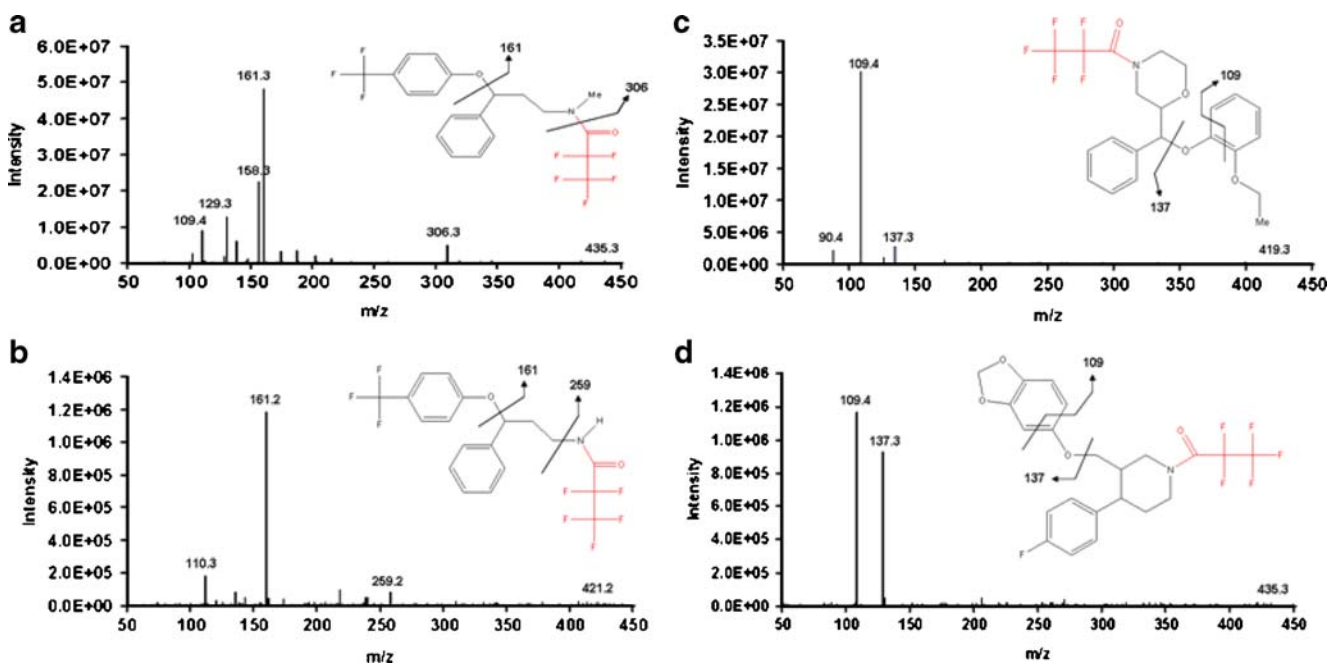 a
6.0E+07
5.0E+07
4.0E+07
3.0E+07
2.0E+07
1.0E+07
0.0E+00
Intensity
50 100 150 200 250 300 350 400 450
m/z
109.4
129.3
158.3
161.3
306.3
435.3
F
F
F
O
161
Me
N
306
O
F
F
F
F
F
b
1.4E+06
1.2E+06
1.0E+06
8.0E+05
6.0E+05
4.0E+05
2.0E+05
0.0E+00
Intensity
50 100 150 200 250 300 350 400 450
m/z
110.3
161.2
259.2
421.2
F
F
F
O
161
259
H
N
O
F
F
F
F
F
c
3.5E+07
3.0E+07
2.5E+07
2.0E+07
1.5E+07
1.0E+07
5.0E+06
0.0E+00
Intensity
50 100 150 200 250 300 350 400 450
m/z
90.4
109.4
137.3
419.3
F
F
F
F
F
O
N
O
109
O
O
137
Me
d
1.4E+06
1.2E+06
1.0E+06
8.0E+05
6.0E+05
4.0E+05
2.0E+05
0.0E+00
Intensity
50 100 150 200 250 300 350 400 450
m/z
109.4
137.3
435.3
O
O
109
O
137
N
O
F
F
F
F
F
F